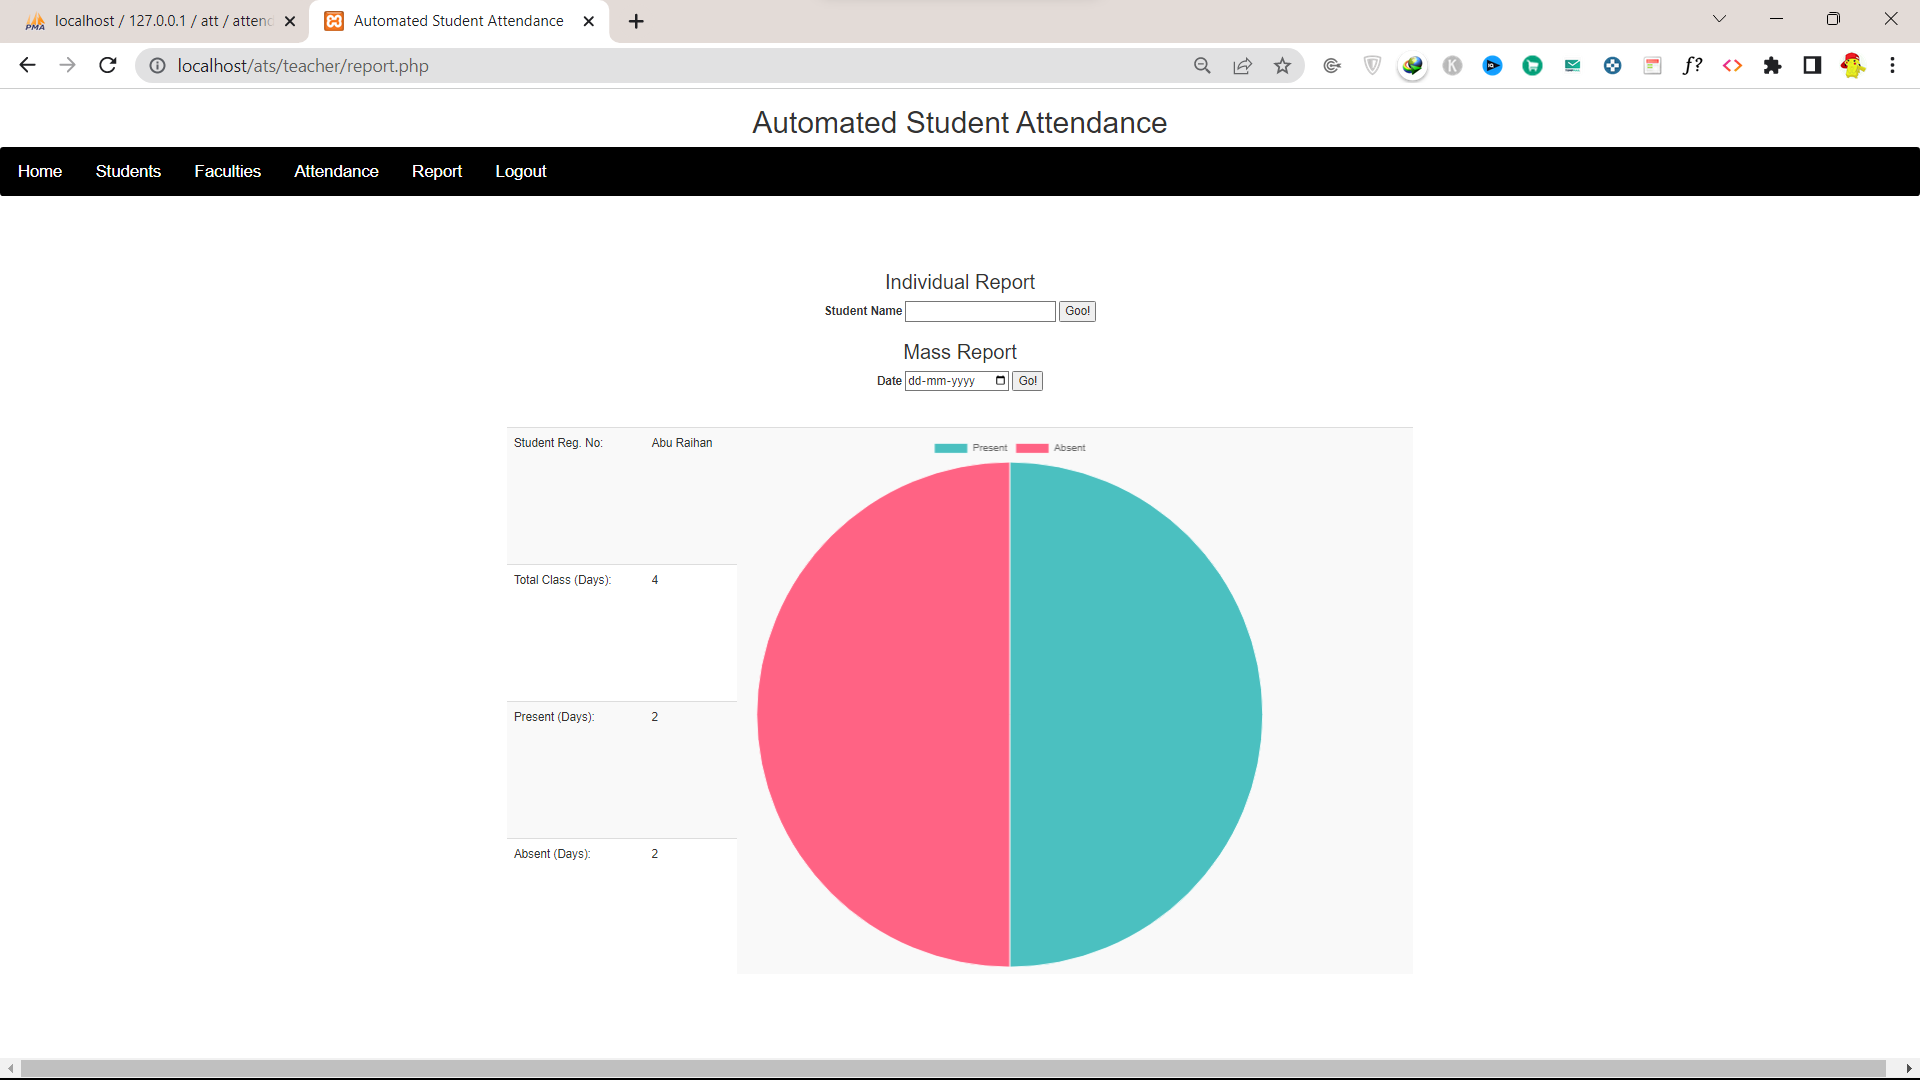 localhost / 127.0.0.1 / att / attend
Automated Student Attendance
localhost/ats/teacher/report.php
Automated Student Attendance
Home Students Faculties Attendance Report Logout
Individual Report
Student Name Goo!
Mass Report
Date dd-mm-yyyy Go!
Student Reg. No: Abu Raihan
Present Absent
Total Class (Days): 4
Present (Days): 2
Absent (Days): 2